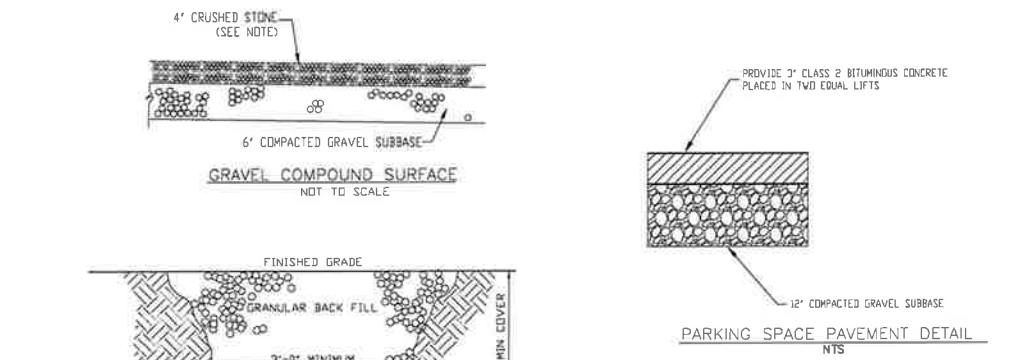 4" CRUSHED STONE
(SEE NOTE)
6" COMPACTED GRAVEL SUBBASE
GRAVEL COMPOUND SURFACE
NOT TO SCALE
FINISHED GRADE
GRANULAR BACK FILL
MINIMUM
MIN COVER
PROVIDE 3" CLASS 2 BITUMINOUS CONCRETE
PLACED IN TWO EQUAL LIFTS
12" COMPACTED GRAVEL SUBBASE
PARKING SPACE PAVEMENT DETAIL
NTS